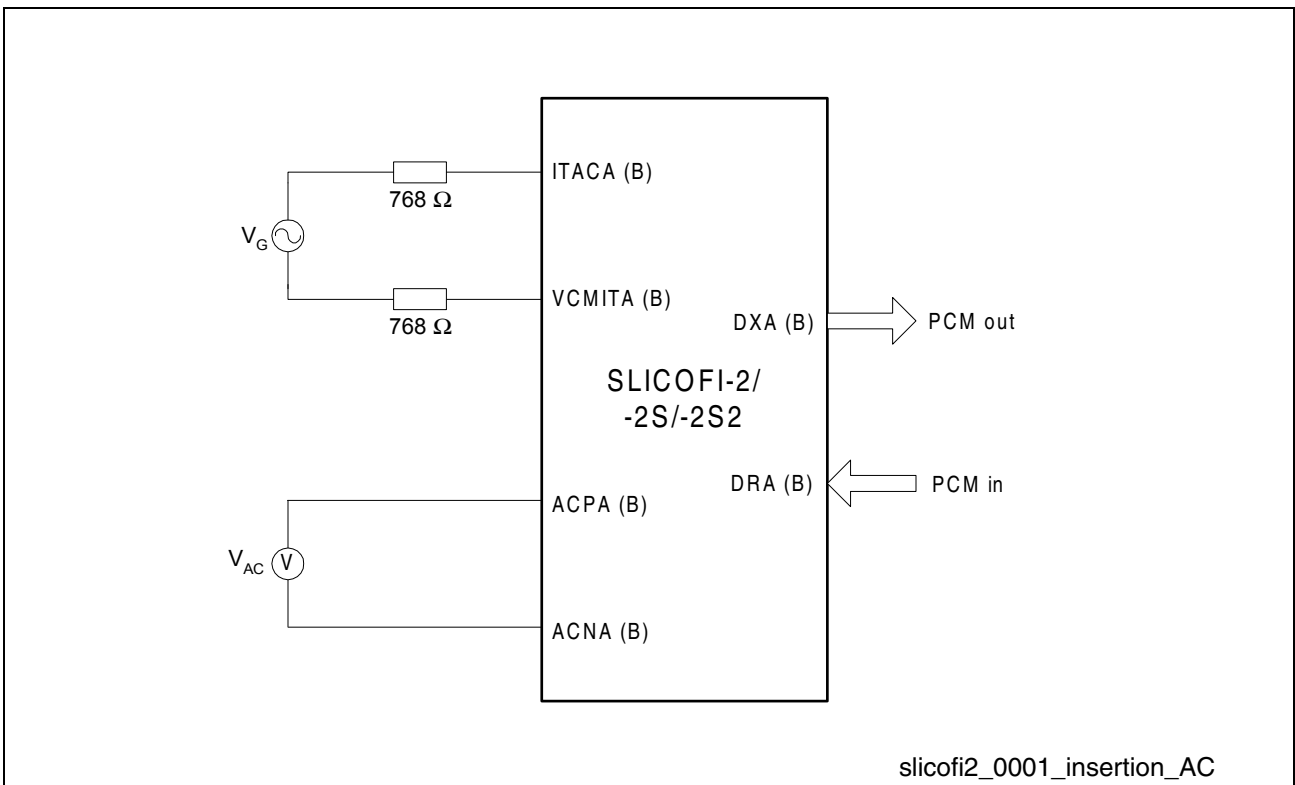 ITACA (B)
768 Ω
V_G
VCMITA (B)
768 Ω
DXA (B)
PCM out
SLICOFI-2/
-2S/-2S2
DRA (B)
PCM in
ACPA (B)
V_AC
V
ACNA (B)
slicofi2_0001_insertion_AC